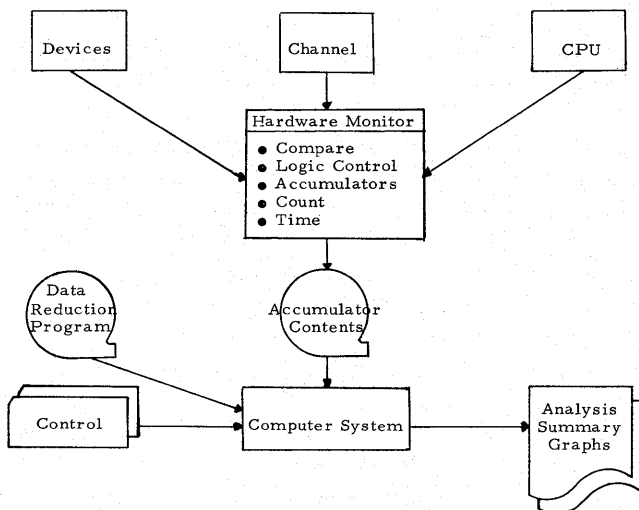 Devices
Channel
CPU
Hardware Monitor
● Compare
● Logic Control
● Accumulators
● Count
● Time
Data
Reduction
Program
Accumulator
Contents
Control
Computer System
Analysis
Summary
Graphs